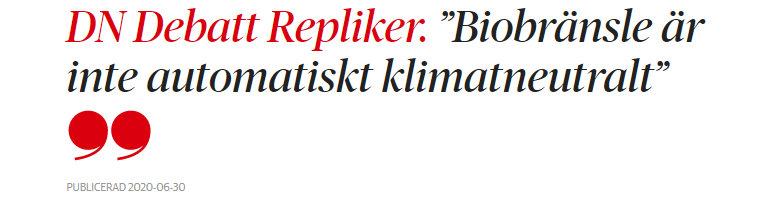 DN Debatt Repliker. ”Biobränsle är
inte automatiskt klimatneutralt”
PUBLICERAD 2020-06-30